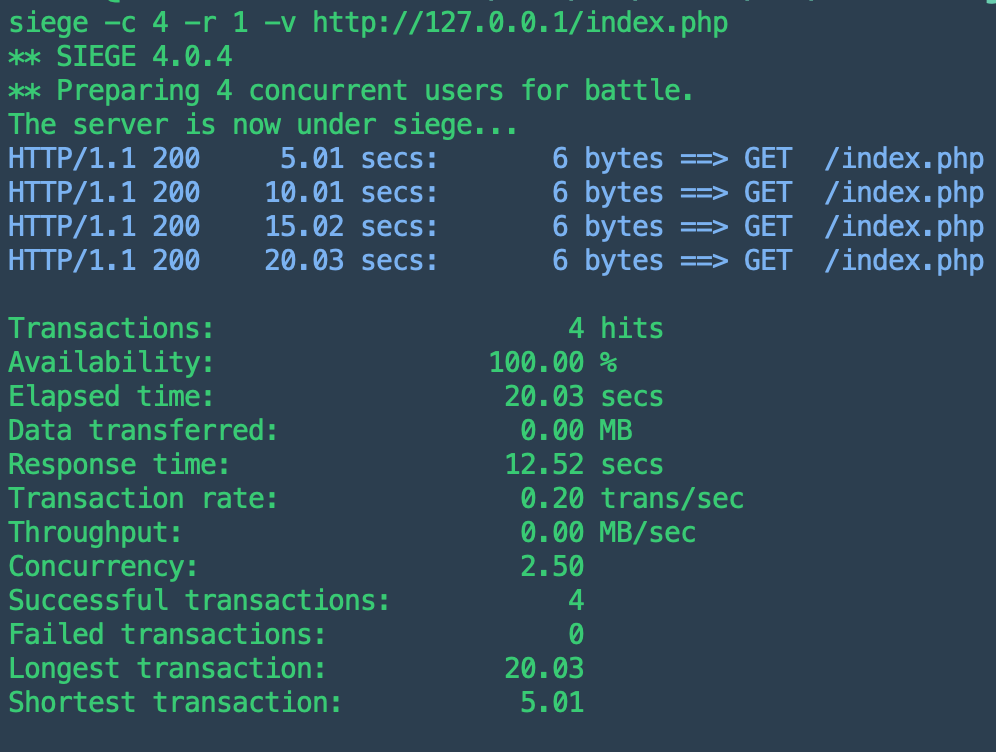 siege -c 4 -r 1 -v http://127.0.0.1/index.php
** SIEGE 4.0.4
** Preparing 4 concurrent users for battle.
The server is now under siege...
HTTP/1.1 200     5.01 secs:       6 bytes ==> GET  /index.php
HTTP/1.1 200    10.01 secs:       6 bytes ==> GET  /index.php
HTTP/1.1 200    15.02 secs:       6 bytes ==> GET  /index.php
HTTP/1.1 200    20.03 secs:       6 bytes ==> GET  /index.php

Transactions:                      4 hits
Availability:                 100.00 %
Elapsed time:                  20.03 secs
Data transferred:               0.00 MB
Response time:                 12.52 secs
Transaction rate:               0.20 trans/sec
Throughput:                     0.00 MB/sec
Concurrency:                    2.50
Successful transactions:           4
Failed transactions:               0
Longest transaction:           20.03
Shortest transaction:           5.01